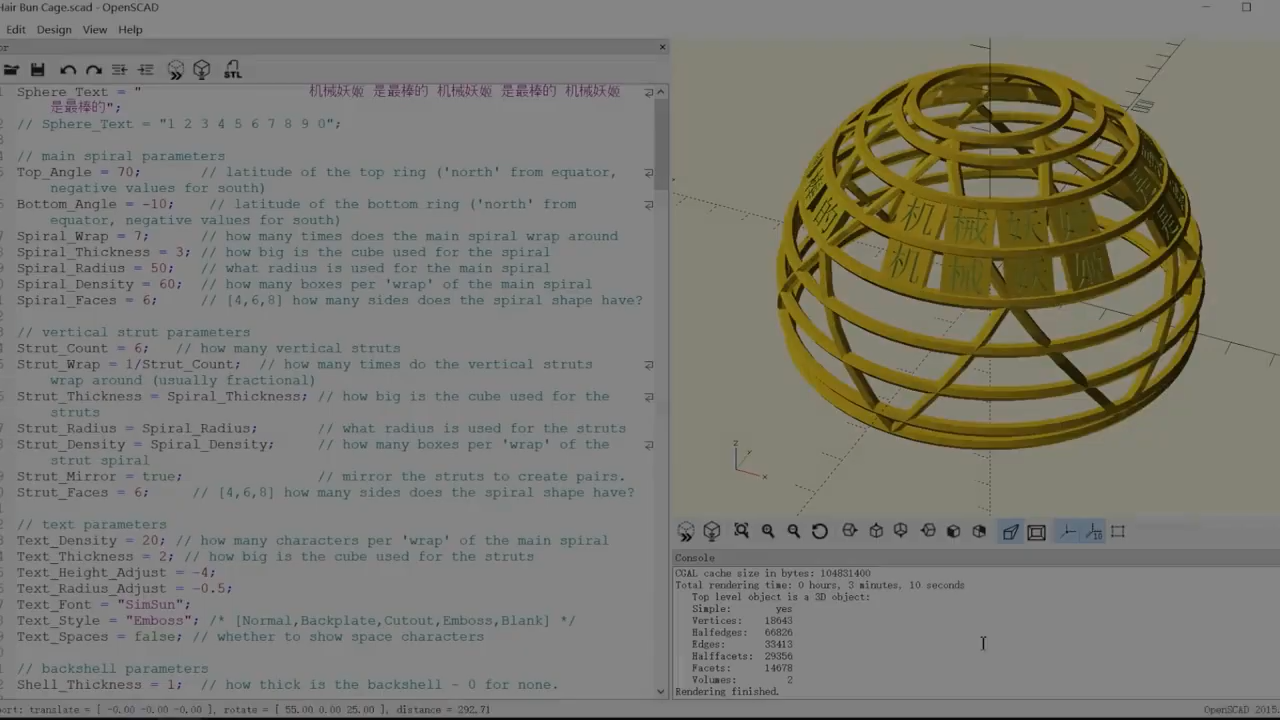 Hair Bun Cage.scad - OpenSCAD
Edit Design View Help
or
STL
Sphere_Text = " 机械妖姬 是最棒的 机械妖姬 是最棒的 机械妖姬
是最棒的";
// Sphere_Text = "1 2 3 4 5 6 7 8 9 0";
// main spiral parameters
Top_Angle = 70; // latitude of the top ring ('north' from equator,
negative values for south)
Bottom_Angle = -10; // latitude of the bottom ring ('north' from
equator, negative values for south)
Spiral_Wrap = 7; // how many times does the main spiral wrap around
Spiral_Thickness = 3; // how big is the cube used for the spiral
Spiral_Radius = 50; // what radius is used for the main spiral
Spiral_Density = 60; // how many boxes per 'wrap' of the main spiral
Spiral_Faces = 6; // [4,6,8] how many sides does the spiral shape have?
// vertical strut parameters
Strut_Count = 6; // how many vertical struts
Strut_Wrap = 1/Strut_Count; // how many times do the vertical struts
wrap around (usually fractional)
Strut_Thickness = Spiral_Thickness; // how big is the cube used for the
struts
Strut_Radius = Spiral_Radius; // what radius is used for the struts
Strut_Density = Spiral_Density; // how many boxes per 'wrap' of the
strut spiral
Strut_Mirror = true; // mirror the struts to create pairs.
Strut_Faces = 6; // [4,6,8] how many sides does the spiral shape have?
// text parameters
Text_Density = 20; // how many characters per 'wrap' of the main spiral
Text_Thickness = 2; // how big is the cube used for the struts
Text_Height_Adjust = -4;
Text_Radius_Adjust = -0.5;
Text_Font = "SimSun";
Text_Style = "Emboss"; /* [Normal,Backplate,Cutout,Emboss,Blank] */
Text_Spaces = false; // whether to show space characters
// backshell parameters
Shell_Thickness = 1; // how thick is the backshell - 0 for none.
棒的 机械妖姬
机械妖姬
z
y
x
10
Console
CGAL cache size in bytes: 104831400
Total rendering time: 0 hours, 3 minutes, 10 seconds
Top level object is a 3D object:
Simple: yes
Vertices: 18643
Halfedges: 66826
Edges: 33413
Halffacets: 29356
Facets: 14678
Volumes: 2
Rendering finished.
port: translate = [ -0.00 -0.00 -0.00 ], rotate = [ 55.00 0.00 25.00 ], distance = 292.71
OpenSCAD 2015.